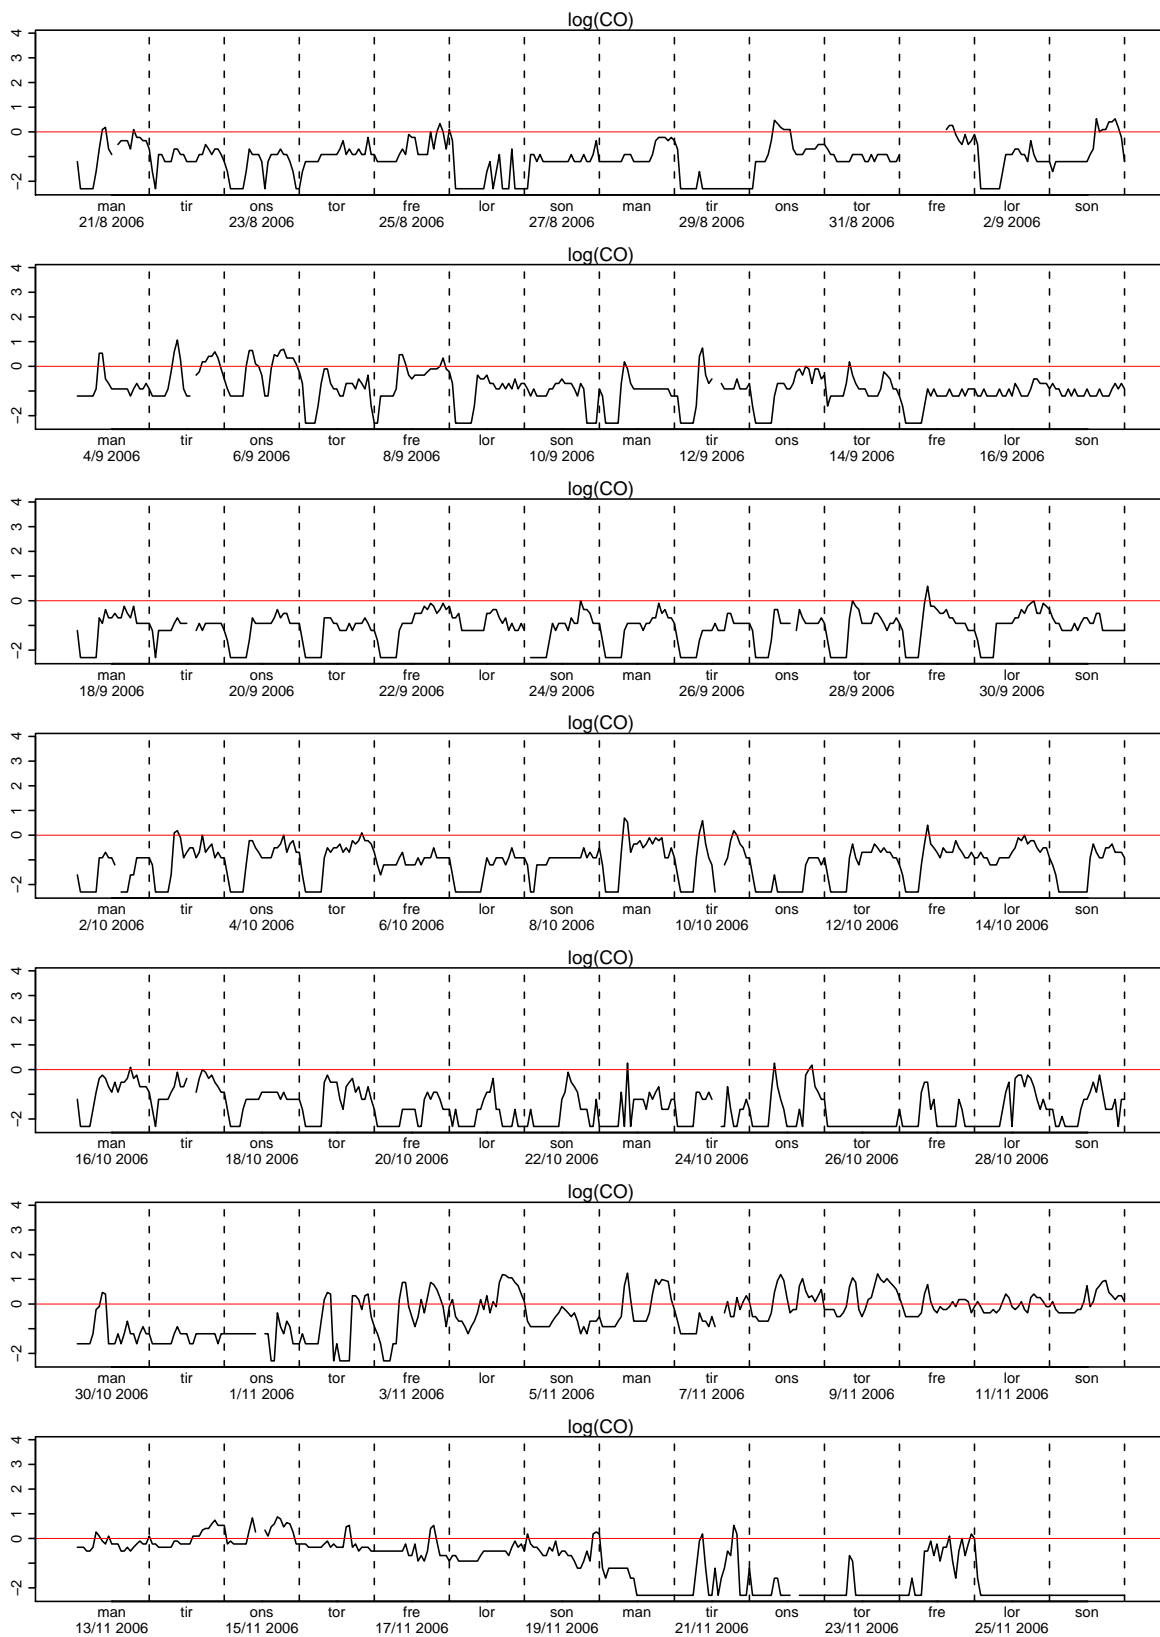 log(CO)
4
3
2
1
0
−2
man tir ons tor fre lor son man tir ons tor fre lor son
21/8 2006 23/8 2006 25/8 2006 27/8 2006 29/8 2006 31/8 2006 2/9 2006
log(CO)
4
3
2
1
0
−2
man tir ons tor fre lor son man tir ons tor fre lor son
4/9 2006 6/9 2006 8/9 2006 10/9 2006 12/9 2006 14/9 2006 16/9 2006
log(CO)
4
3
2
1
0
−2
man tir ons tor fre lor son man tir ons tor fre lor son
18/9 2006 20/9 2006 22/9 2006 24/9 2006 26/9 2006 28/9 2006 30/9 2006
log(CO)
4
3
2
1
0
−2
man tir ons tor fre lor son man tir ons tor fre lor son
2/10 2006 4/10 2006 6/10 2006 8/10 2006 10/10 2006 12/10 2006 14/10 2006
log(CO)
4
3
2
1
0
−2
man tir ons tor fre lor son man tir ons tor fre lor son
16/10 2006 18/10 2006 20/10 2006 22/10 2006 24/10 2006 26/10 2006 28/10 2006
log(CO)
4
3
2
1
0
−2
man tir ons tor fre lor son man tir ons tor fre lor son
30/10 2006 1/11 2006 3/11 2006 5/11 2006 7/11 2006 9/11 2006 11/11 2006
log(CO)
4
3
2
1
0
−2
man tir ons tor fre lor son man tir ons tor fre lor son
13/11 2006 15/11 2006 17/11 2006 19/11 2006 21/11 2006 23/11 2006 25/11 2006